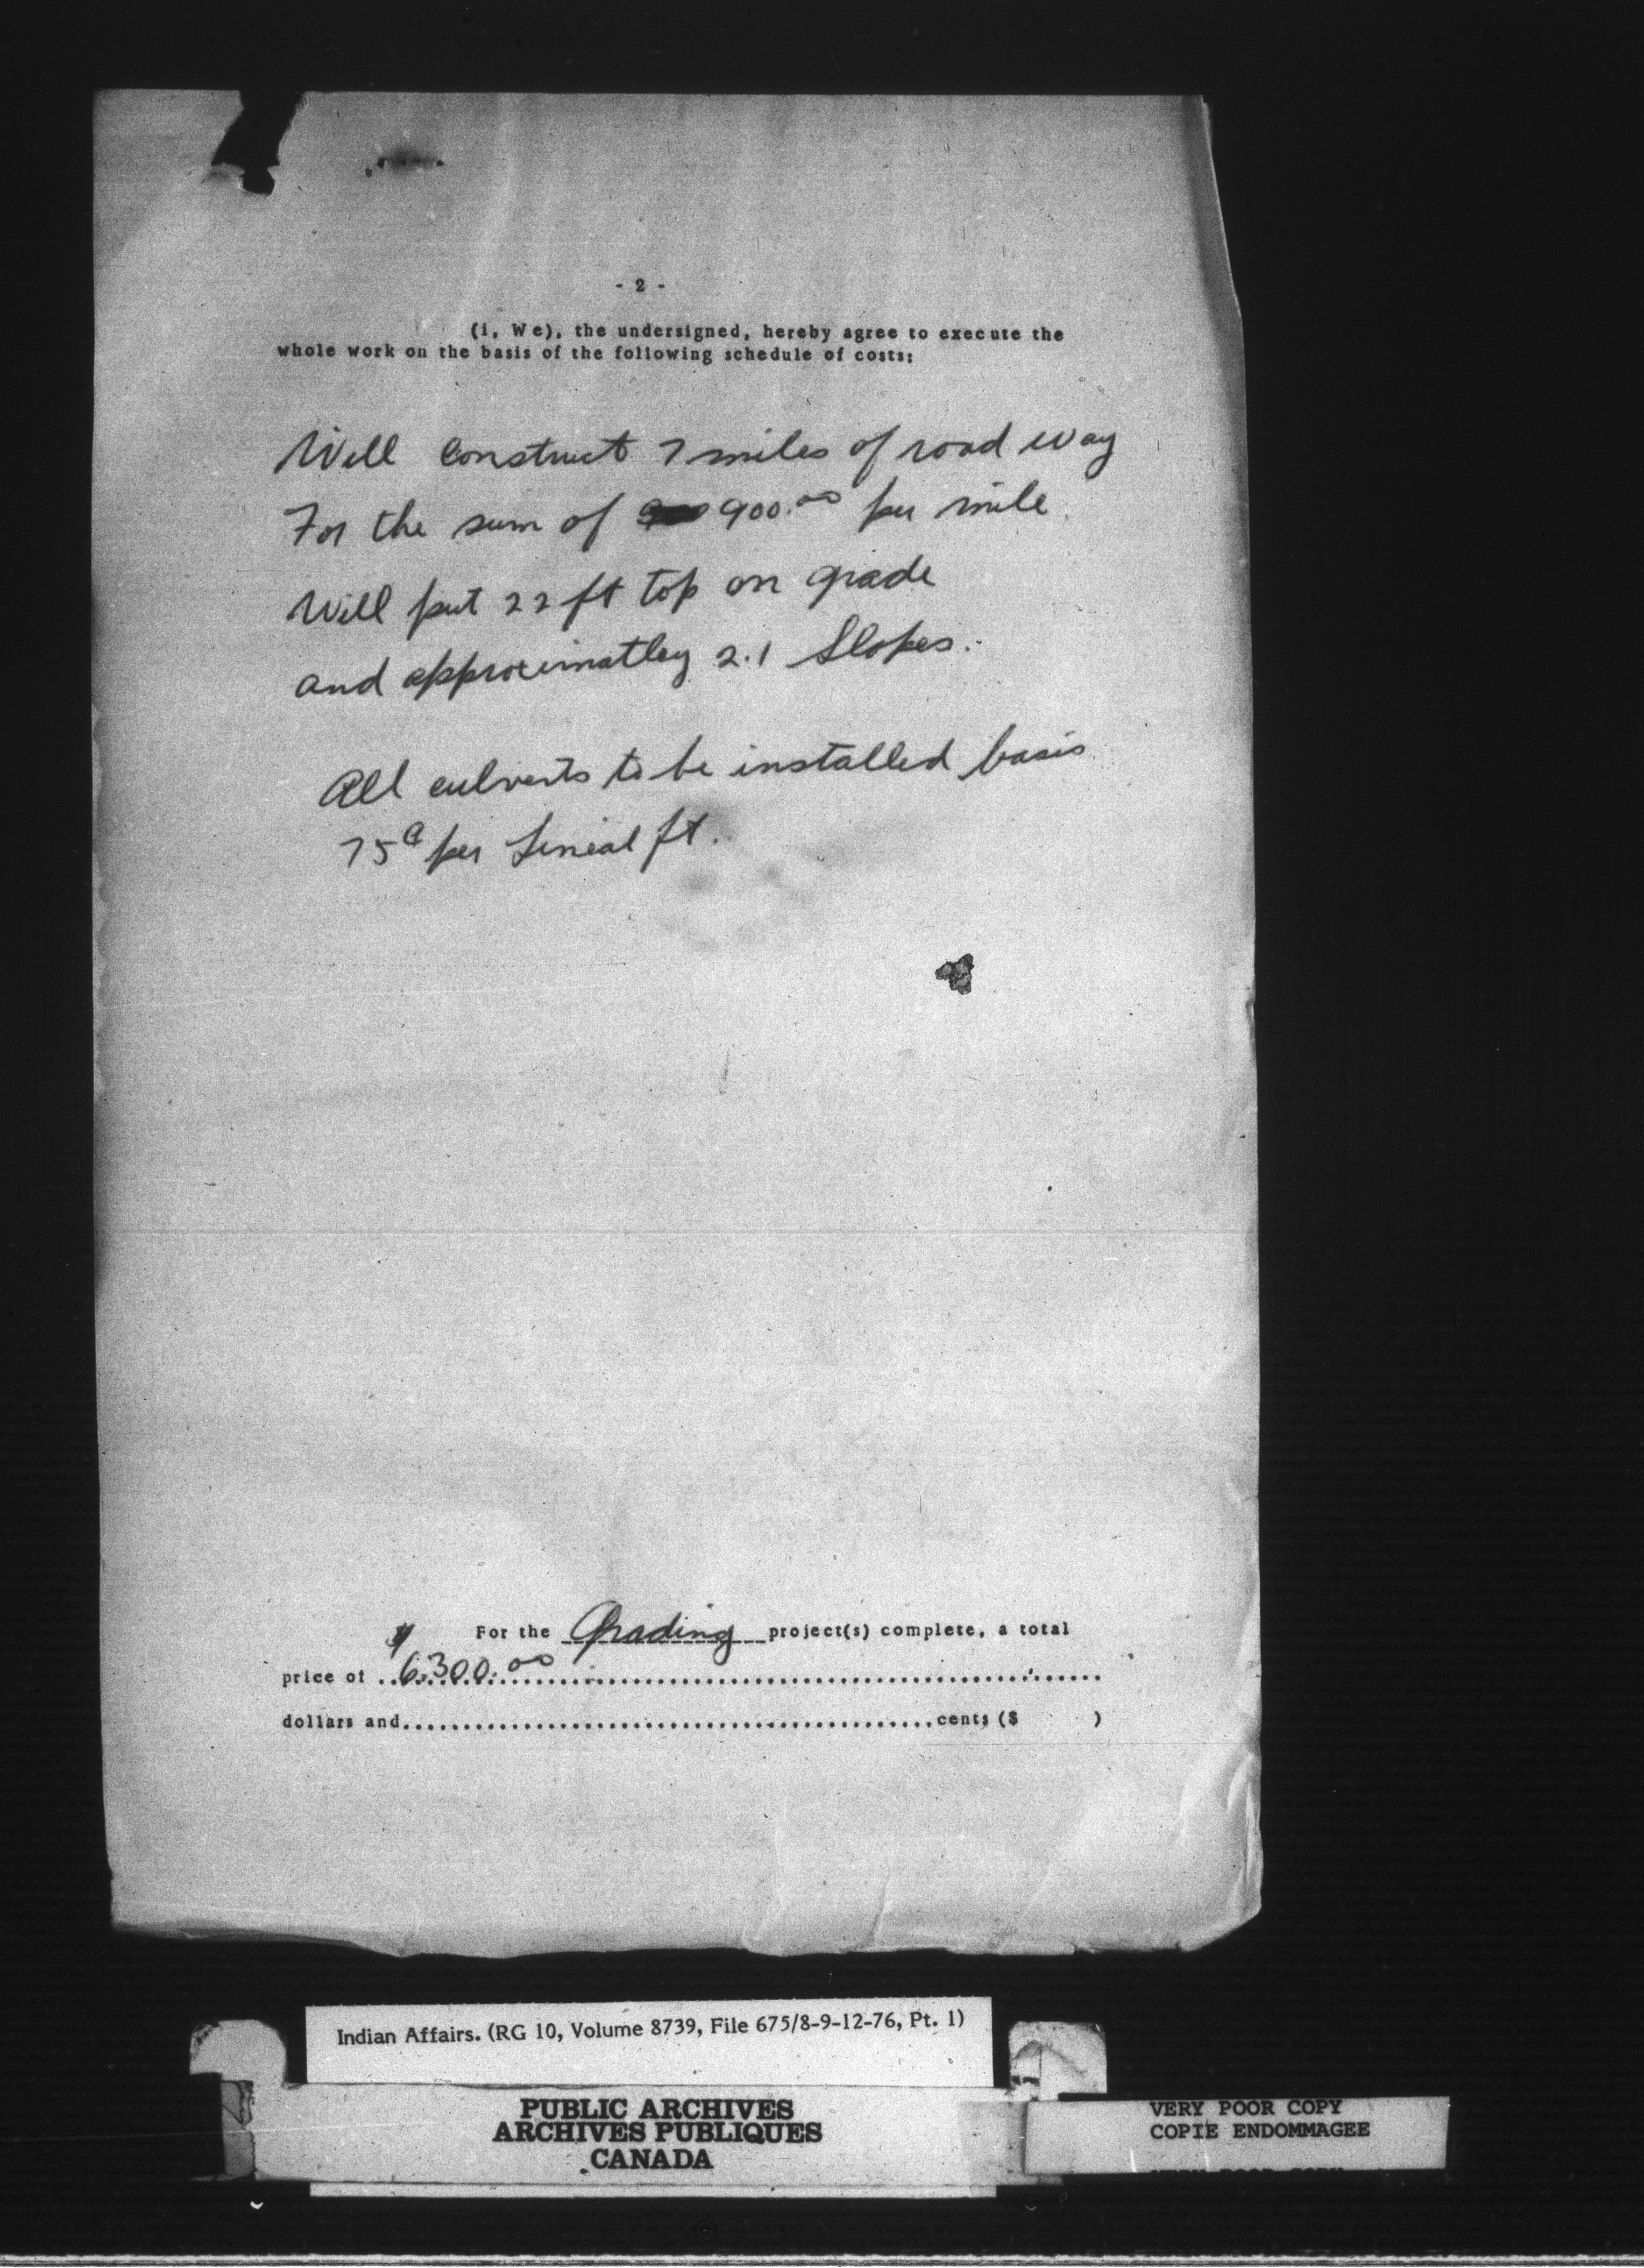 - 2 -
(i, We), the undersigned, hereby agree to execute the
whole work on the basis of the following schedule of costs:
Will construct 7 miles of road way
For the sum of 900.00 per mile
Will put 22 ft top on grade
and approximatley 2.1 Slopes.
All culverts to be installed basis
75¢ per Lineal ft.
For the Grading project(s) complete, a total
price of $ 6300.00
dollars and..........cents ($ )
Indian Affairs. (RG 10, Volume 8739, File 675/8-9-12-76, Pt. 1)
PUBLIC ARCHIVES
ARCHIVES PUBLIQUES
CANADA
VERY POOR COPY
COPIE ENDOMMAGEE